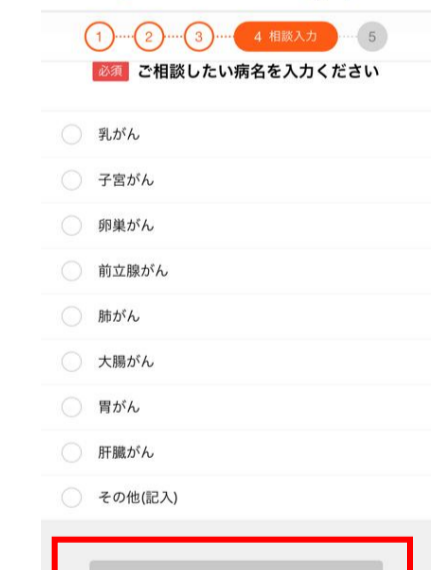 1 2 3 4 相談入力 5
必須 ご相談したい病名を入力ください
乳がん
子宮がん
卵巣がん
前立腺がん
肺がん
大腸がん
胃がん
肝臓がん
その他(記入)